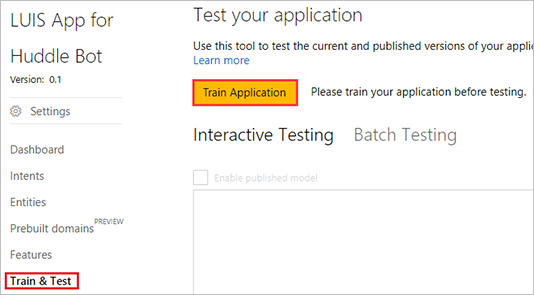 LUIS App for
Huddle Bot
Version: 0.1
Settings
Dashboard
Intents
Entities
Prebuilt domains PREVIEW
Features
Train & Test
Test your application
Use this tool to test the current and published versions of your applic
Learn more
Train Application
Please train your application before testing.
Interactive Testing
Batch Testing
Enable published model